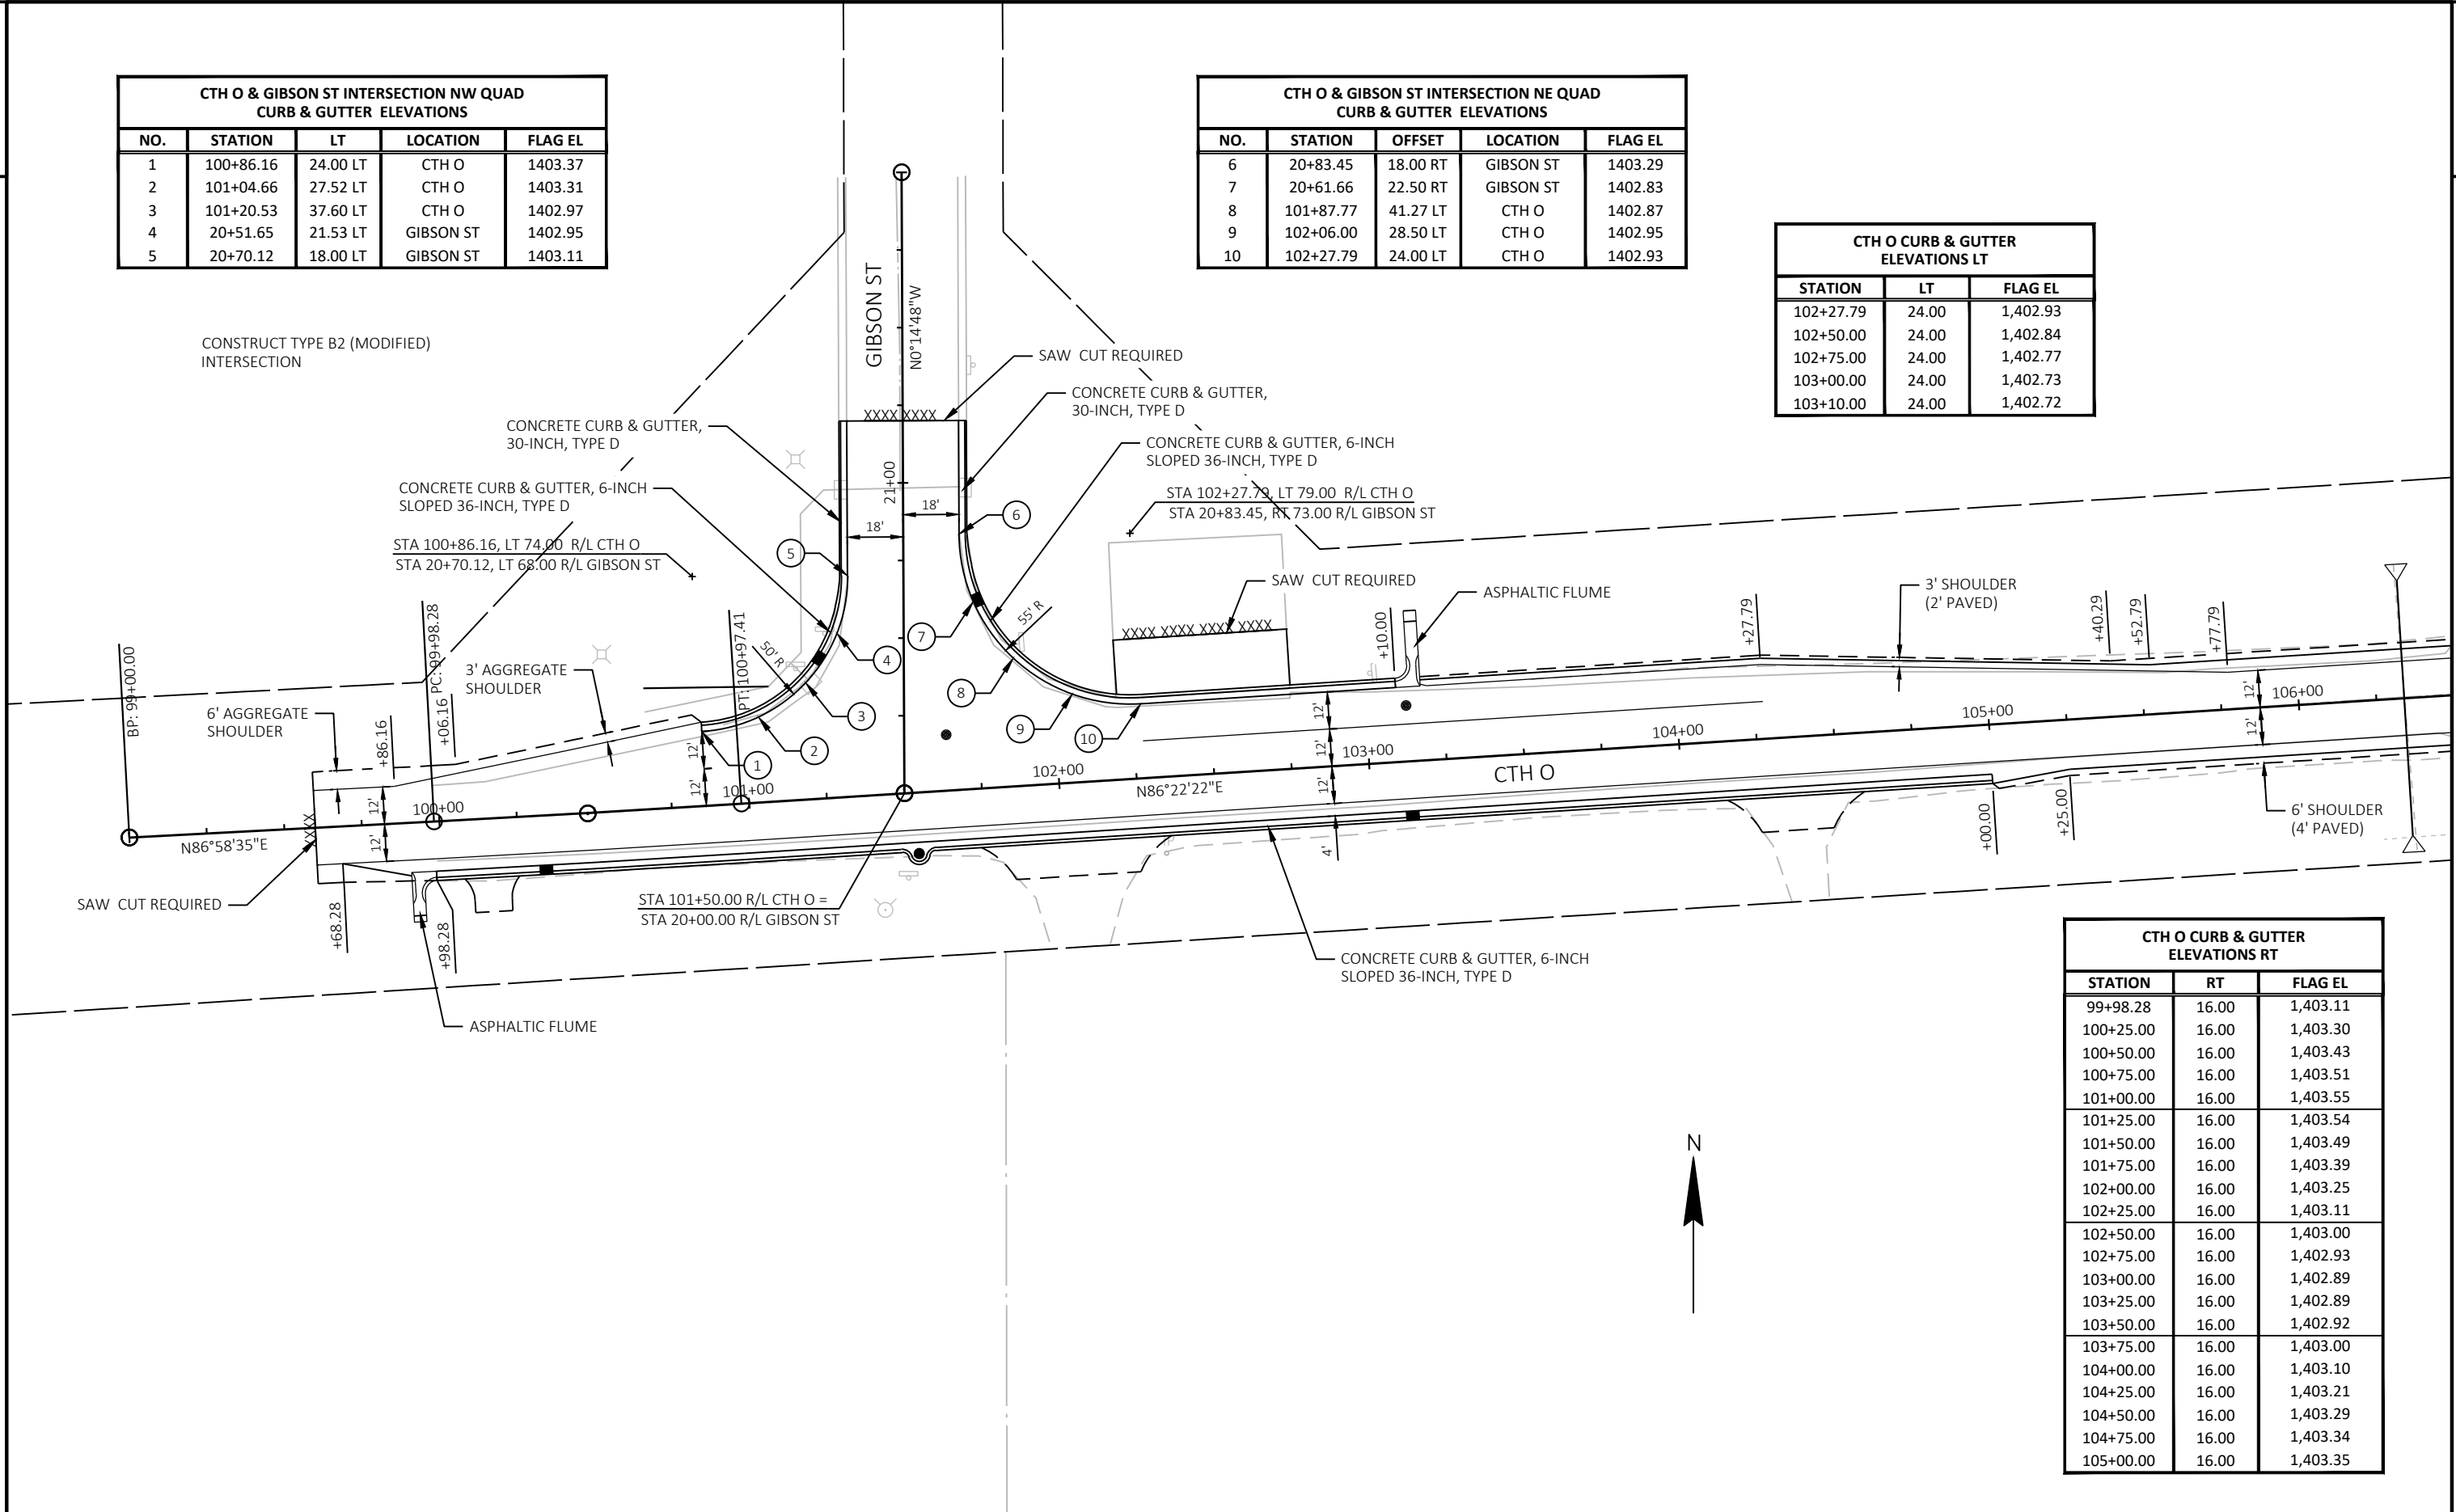 CTH O & GIBSON ST INTERSECTION NW QUAD
CURB & GUTTER ELEVATIONS
NO. STATION LT LOCATION FLAG EL
1 100+86.16 24.00 LT CTH O 1403.37
2 101+04.66 27.52 LT CTH O 1403.31
3 101+20.53 37.60 LT CTH O 1402.97
4 20+51.65 21.53 LT GIBSON ST 1402.95
5 20+70.12 18.00 LT GIBSON ST 1403.11
CTH O & GIBSON ST INTERSECTION NE QUAD
CURB & GUTTER ELEVATIONS
NO. STATION OFFSET LOCATION FLAG EL
6 20+83.45 18.00 RT GIBSON ST 1403.29
7 20+61.66 22.50 RT GIBSON ST 1402.83
8 101+87.77 41.27 LT CTH O 1402.87
9 102+06.00 28.50 LT CTH O 1402.95
10 102+27.79 24.00 LT CTH O 1402.93
CTH O CURB & GUTTER
ELEVATIONS LT
STATION LT FLAG EL
102+27.79 24.00 1,402.93
102+50.00 24.00 1,402.84
102+75.00 24.00 1,402.77
103+00.00 24.00 1,402.73
103+10.00 24.00 1,402.72
CONSTRUCT TYPE B2 (MODIFIED)
INTERSECTION
GIBSON ST
N0°14'48"W
SAW CUT REQUIRED
CONCRETE CURB & GUTTER,
30-INCH, TYPE D
XXXX XXXX
CONCRETE CURB & GUTTER,
30-INCH, TYPE D
CONCRETE CURB & GUTTER, 6-INCH
SLOPED 36-INCH, TYPE D
CONCRETE CURB & GUTTER, 6-INCH
SLOPED 36-INCH, TYPE D
21+00
18'
18'
6
5
STA 102+27.79, LT 79.00 R/L CTH O
STA 20+83.45, RT 73.00 R/L GIBSON ST
STA 100+86.16, LT 74.00 R/L CTH O
STA 20+70.12, LT 68.00 R/L GIBSON ST
SAW CUT REQUIRED
XXXX XXXX XXXX XXXX
ASPHALTIC FLUME
3' SHOULDER
(2' PAVED)
+10.00
+27.79
+40.29
+52.79
+77.79
BP: 99+00.00
PC: 99+98.28
+06.16
+86.16
PT: 100+97.41
50' R
55' R
7
4
8
3
9
2
10
1
3' AGGREGATE
SHOULDER
6' AGGREGATE
SHOULDER
12'
12'
12'
12'
12'
12'
12'
12'
12'
4'
100+00
101+00
102+00
103+00
104+00
105+00
106+00
N86°58'35"E
N86°22'22"E
CTH O
XXXX
SAW CUT REQUIRED
+68.28
+98.28
ASPHALTIC FLUME
STA 101+50.00 R/L CTH O =
STA 20+00.00 R/L GIBSON ST
CONCRETE CURB & GUTTER, 6-INCH
SLOPED 36-INCH, TYPE D
+00.00
+25.00
6' SHOULDER
(4' PAVED)
N
CTH O CURB & GUTTER
ELEVATIONS RT
STATION RT FLAG EL
99+98.28 16.00 1,403.11
100+25.00 16.00 1,403.30
100+50.00 16.00 1,403.43
100+75.00 16.00 1,403.51
101+00.00 16.00 1,403.55
101+25.00 16.00 1,403.54
101+50.00 16.00 1,403.49
101+75.00 16.00 1,403.39
102+00.00 16.00 1,403.25
102+25.00 16.00 1,403.11
102+50.00 16.00 1,403.00
102+75.00 16.00 1,402.93
103+00.00 16.00 1,402.89
103+25.00 16.00 1,402.89
103+50.00 16.00 1,402.92
103+75.00 16.00 1,403.00
104+00.00 16.00 1,403.10
104+25.00 16.00 1,403.21
104+50.00 16.00 1,403.29
104+75.00 16.00 1,403.34
105+00.00 16.00 1,403.35